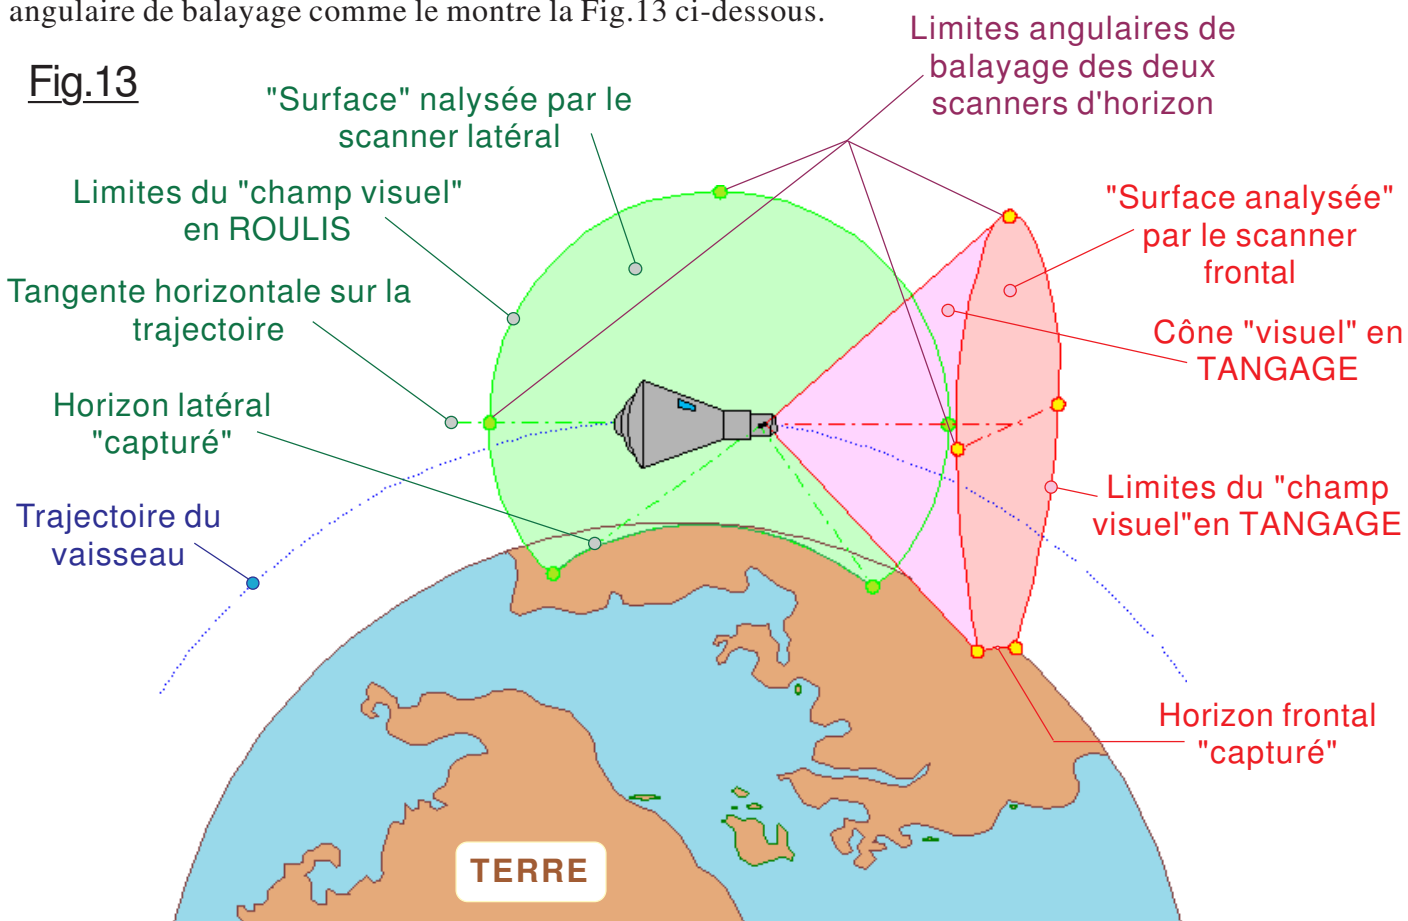 angulaire de balayage comme le montre la Fig.13 ci-dessous.
Fig.13
Limites angulaires de
balayage des deux
scanners d'horizon
"Surface" nalysée par le
scanner latéral
Limites du "champ visuel"
en ROULIS
"Surface analysée"
par le scanner
frontal
Tangente horizontale sur la
trajectoire
Cône "visuel" en
TANGAGE
Horizon latéral
"capturé"
Limites du "champ
visuel"en TANGAGE
Trajectoire du
vaisseau
Horizon frontal
"capturé"
TERRE